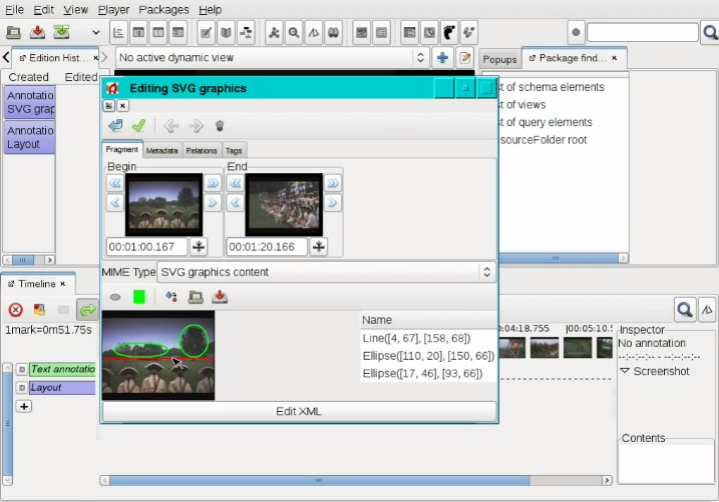 File Edit View Player Packages Help
No active dynamic view
Edition Hist...
Created Edited
Annotatio
SVG grap
Annotatio
Layout
Popups
Package find...
st of schema elements
st of views
st of query elements
sourceFolder root
Editing SVG graphics
Fragment Metadata Relations Tags
Begin
End
00:01:00.167
00:01:20.166
MIME Type SVG graphics content
Name
Line([4, 67], [158, 68])
Ellipse([110, 20], [150, 66])
Ellipse([17, 46], [93, 66])
Edit XML
Timeline
1mark=0m51.75s
D Text annotatio
D Layout
+
:04:18.755
|00:05:10.5
Inspector
No annotation
--:--:--.- - --:--:--.-
Screenshot
Contents